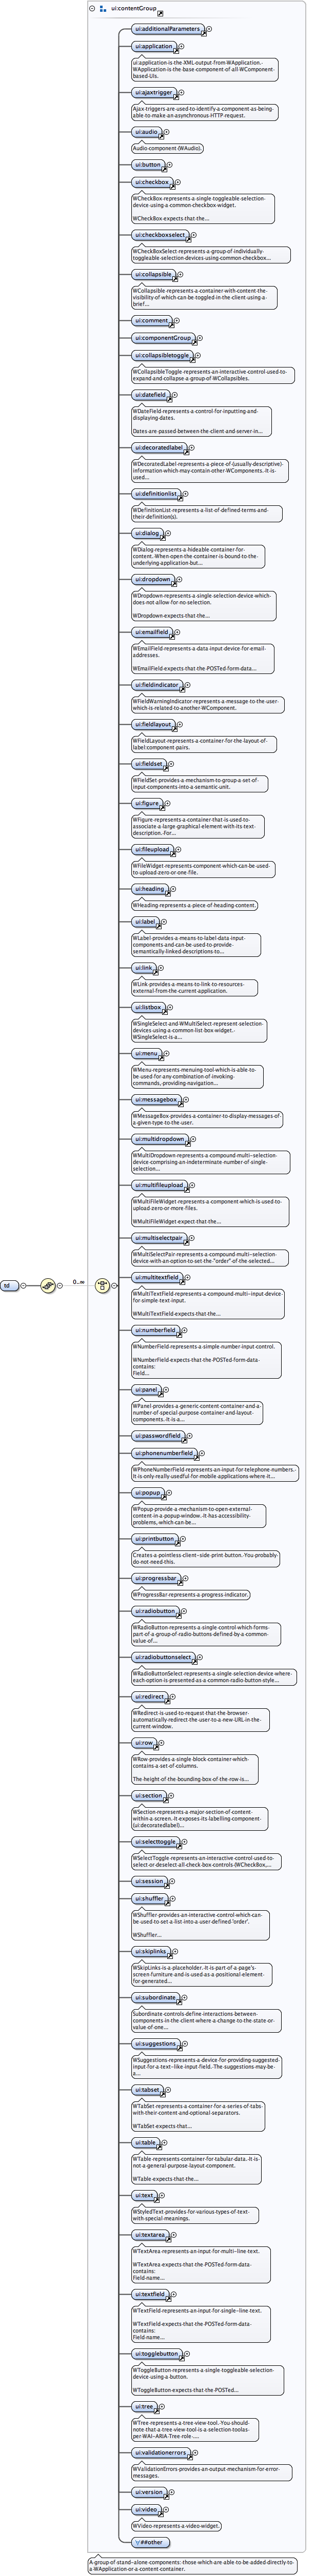 ui:contentGroup
ui:additionalParameters
ui:application
ui:application is the XML output from WApplication.
WApplication is the base component of all WComponent
based UIs.
ui:ajaxtrigger
Ajax triggers are used to identify a component as being
able to make an asynchronous HTTP request.
ui:audio
Audio component (WAudio).
ui:button
ui:checkbox
WCheckBox represents a single toggleable selection
device using a common checkbox widget.
WCheckBox expects that the...
ui:checkboxselect
WCheckBoxSelect represents a group of individually
toggleable selection devices using common checkbox...
ui:collapsible
WCollapsible represents a container with content the
visibility of which can be toggled in the client using a
brief...
ui:comment
ui:componentGroup
ui:collapsibletoggle
WCollapsibleToggle represents an interactive control used to
expand and collapse a group of WCollapsibles.
ui:datefield
WDateField represents a control for inputting and
displaying dates.
Dates are passed between the client and server in...
ui:decoratedlabel
WDecoratedLabel represents a piece of (usually descriptive)
information which may contain other WComponents. It is
used...
ui:definitionlist
WDefinitionList represents a list of defined terms and
their definition(s).
ui:dialog
WDialog represents a hideable container for
content. When open the container is bound to the
underlying application but...
ui:dropdown
WDropdown represents a single selection device which
does not allow for no selection.
WDropdown expects that the...
ui:emailfield
WEmailField represents a data input device for email
addresses.
WEmailField expects that the POSTed form data...
ui:fieldindicator
WFieldWarningIndicator represents a message to the user
which is related to another WComponent.
ui:fieldlayout
WFieldLayout represents a container for the layout of
label:component pairs.
ui:fieldset
WFieldSet provides a mechanism to group a set of
input components into a semantic unit.
ui:figure
WFigure represents a container that is used to
associate a large graphical element with its text
description. For...
ui:fileupload
WFileWidget represents component which can be used
to upload zero or one file.
ui:heading
WHeading represents a piece of heading content.
ui:label
WLabel provides a means to label data input
components and can be used to provide
semantically linked descriptions to...
ui:link
WLink provides a means to link to resources
external from the current application.
ui:listbox
WSingleSelect and WMultiSelect represent selection
devices using a common list box widget.
WSingleSelect is a...
ui:menu
WMenu represents menuing tool which is able to
be used for any combination of invoking
commands, providing navigation...
ui:messagebox
WMessageBox provides a container to display messages of
a given type to the user.
ui:multidropdown
WMultiDropdown represents a compound multi-selection
device comprising an indeterminate number of single
selection...
ui:multifileupload
WMultiFileWidget represents a component which is used to
upload zero or more files.
WMultiFileWidget expect that the...
ui:multiselectpair
WMultiSelectPair represents a compound multi-selection
device with an option to set the "order" of the selected...
td
0..∞
ui:multitextfield
WMultiTextField represents a compound multi-input device
for simple text input.
WMultiTextField expects that the...
ui:numberfield
WNumberField represents a simple number input control.
WNumberField expects that the POSTed form data
contains:
Field...
ui:panel
WPanel provides a generic content container and a
number of special purpose container and layout
components. It is a...
ui:passwordfield
ui:phonenumberfield
WPhoneNumberField represents an input for telephone numbers.
It is only really useful for mobile applications where it...
ui:popup
WPopup provide a mechanism to open external
content in a popup window. It has accessibility
problems, which can be...
ui:printbutton
Creates a pointless client-side print button. You probably
do not need this.
ui:progressbar
WProgressBar represents a progress indicator.
ui:radiobutton
WRadioButton represents a single control which forms
part of a group of radio buttons defined by a common
value of...
ui:radiobuttonselect
WRadioButtonSelect represents a single selection device where
each option is presented as a common radio button style...
ui:redirect
WRedirect is used to request that the browser
automatically redirect the user to a new URL in the
current window.
ui:row
WRow provides a single block container which
contains a set of columns.
The height of the bounding box of the row is...
ui:section
WSection represents a major section of content
within a screen. It exposes its labelling component
(ui:decoratedlabel)...
ui:selecttoggle
WSelectToggle represents an interactive control used to
select or deselect all check box controls (WCheckBox,...
ui:session
ui:shuffler
WShuffler provides an interactive control which can
be used to set a list into a user defined 'order'.
WShuffler...
ui:skiplinks
WSkipLinks is a placeholder. It is part of a page's
screen furniture and is used as a positional element
for generated...
ui:subordinate
Subordinate controls define interactions between
components in the client where a change to the state or
value of one...
ui:suggestions
WSuggestions represents a device for providing suggested
input for a text-like input field. The suggestions may be
a...
ui:tabset
WTabSet represents a container for a series of tabs
with their content and optional separators.
WTabSet expects that...
ui:table
WTable represents container for tabular data. It is
not a general purpose layout component.
WTable expects that the...
ui:text
WStyledText provides for various types of text
with special meanings.
ui:textarea
WTextArea represents an input for multi-line text.
WTextArea expects that the POSTed form data
contains:
Field name...
ui:textfield
WTextField represents an input for single-line text.
WTextField expects that the POSTed form data
contains:
Field name...
ui:togglebutton
WToggleButton represents a single toggleable selection
device using a button.
WToggleButton expects that the POSTed...
ui:tree
WTree represents a tree view tool. You should
note that a tree view tool is a selection tool as
per WAI-ARIA Tree role ....
ui:validationerrors
WValidationErrors provides an output mechanism for error
messages.
ui:version
ui:video
WVideo represents a video widget.
##other
A group of stand-alone components: those which are able to be added directly to
a WApplication or a content container.